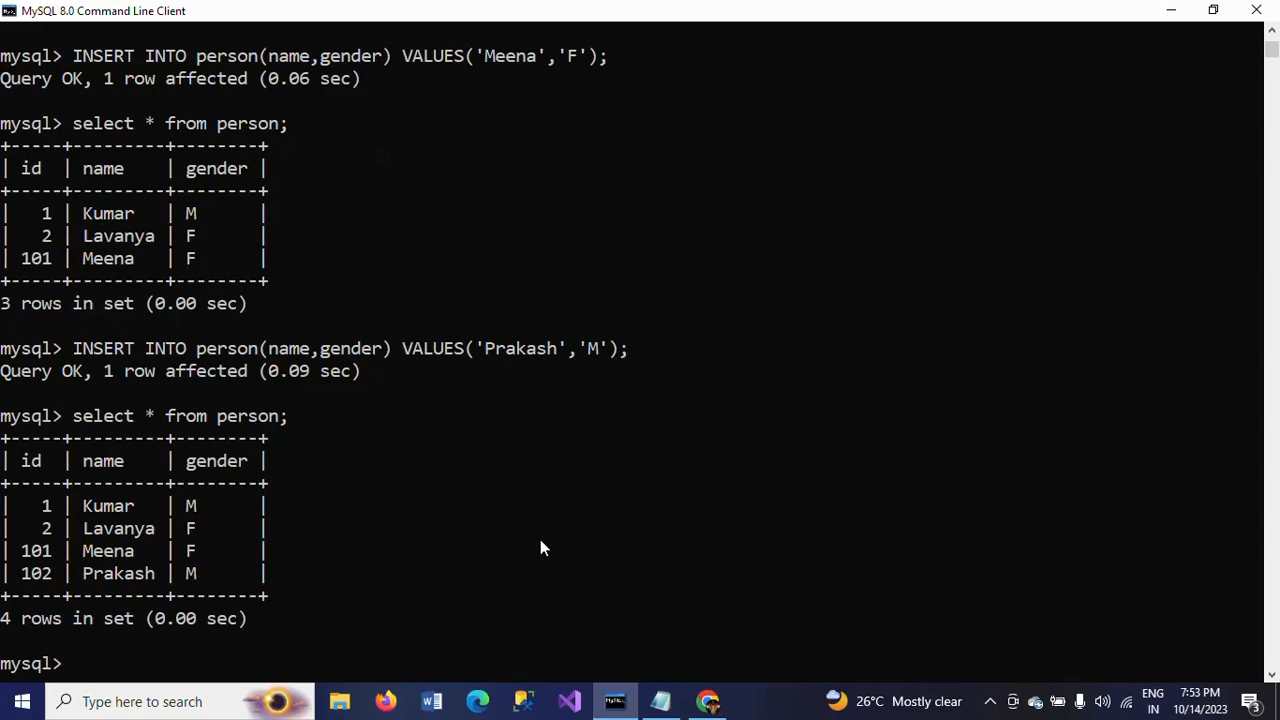 MySQL 8.0 Command Line Client
mysql> INSERT INTO person(name,gender) VALUES('Meena','F');
Query OK, 1 row affected (0.06 sec)
mysql> select * from person;
+-----+---------+--------+
| id  | name    | gender |
+-----+---------+--------+
|   1 | Kumar   | M      |
|   2 | Lavanya | F      |
| 101 | Meena   | F      |
+-----+---------+--------+
3 rows in set (0.00 sec)
mysql> INSERT INTO person(name,gender) VALUES('Prakash','M');
Query OK, 1 row affected (0.09 sec)
mysql> select * from person;
+-----+---------+--------+
| id  | name    | gender |
+-----+---------+--------+
|   1 | Kumar   | M      |
|   2 | Lavanya | F      |
| 101 | Meena   | F      |
| 102 | Prakash | M      |
+-----+---------+--------+
4 rows in set (0.00 sec)
mysql>
Type here to search
MySQL
26°C Mostly clear
ENG
IN
7:53 PM
10/14/2023
3